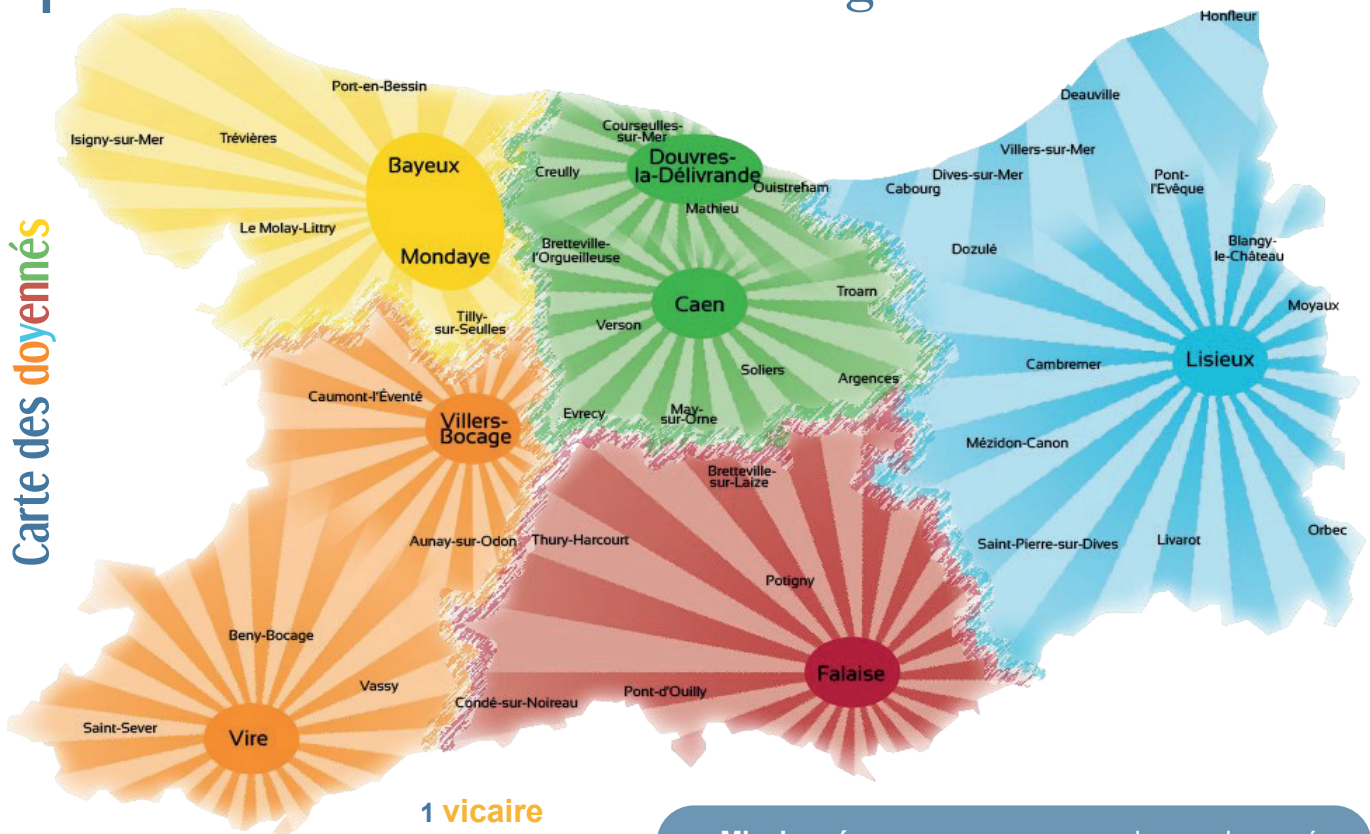 Carte des doyennés
Honfleur
Port-en-Bessin
Deauville
Isigny-sur-Mer
Trévières
Courseulles-
sur-Mer
Villers-sur-Mer
Bayeux
Douvres-
la-Délivrande
Creully
Ouistreham
Cabourg
Dives-sur-Mer
Pont-
l'Evêque
Mathieu
Le Molay-Littry
Mondaye
Bretteville-
l'Orgueilleuse
Dozulé
Blangy-
le-Château
Caen
Troarn
Moyaux
Tilly-
sur-Seulles
Verson
Lisieux
Soliers
Argences
Cambremer
Caumont-l'Éventé
Villers-
Bocage
Evrecy
May-
sur-Orne
Mézidon-Canon
Bretteville-
sur-Laize
Aunay-sur-Odon
Thury-Harcourt
Saint-Pierre-sur-Dives
Livarot
Orbec
Potigny
Beny-Bocage
Falaise
Vassy
Condé-sur-Noireau
Pont-d'Ouilly
Saint-Sever
Vire
1 vicaire